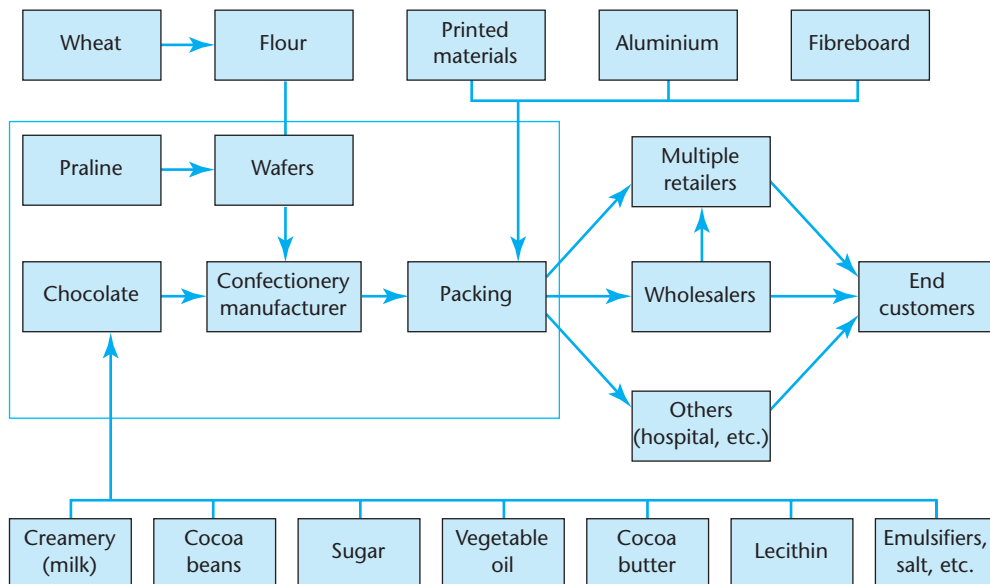 Wheat
Flour
Printed
materials
Aluminium
Fibreboard
Praline
Wafers
Multiple
retailers
Chocolate
Confectionery
manufacturer
Packing
Wholesalers
End
customers
Others
(hospital, etc.)
Creamery
(milk)
Cocoa
beans
Sugar
Vegetable
oil
Cocoa
butter
Lecithin
Emulsifiers,
salt, etc.